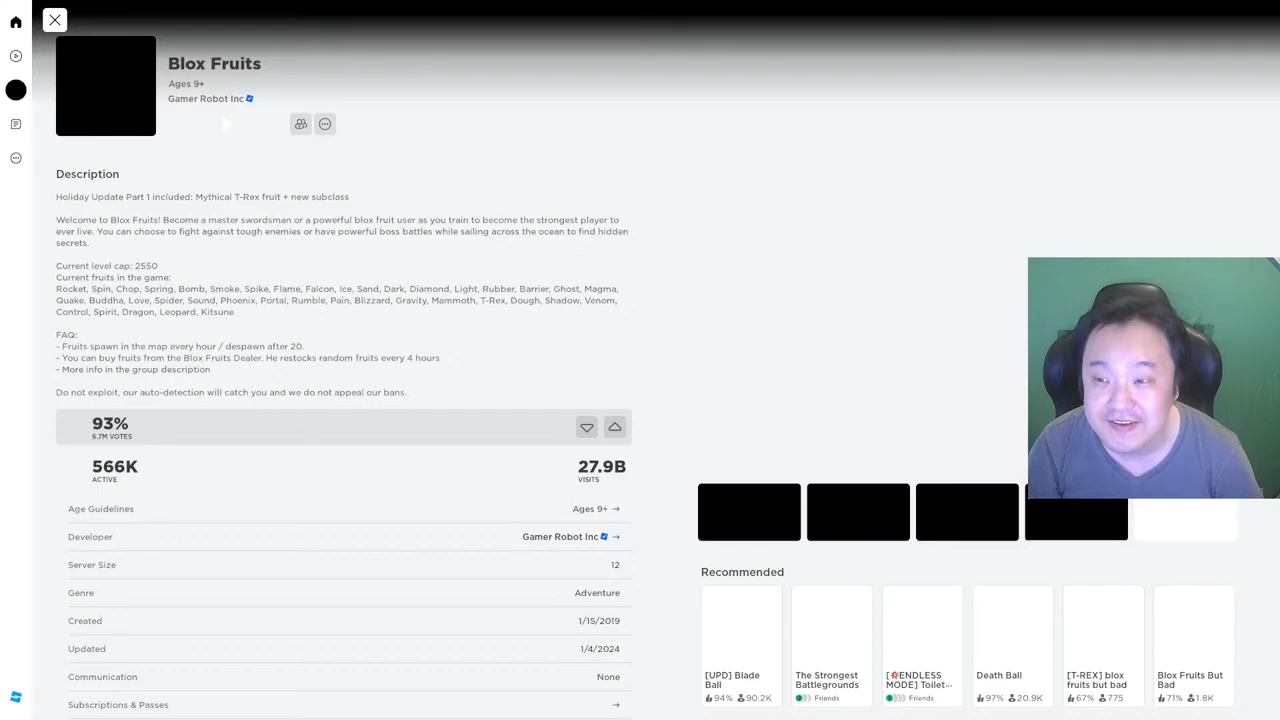 Blox Fruits
Ages 9+
Gamer Robot Inc
Description
Holiday Update Part 1 included: Mythical T-Rex fruit + new subclass
Welcome to Blox Fruits! Become a master swordsman or a powerful blox fruit user as you train to become the strongest player to
ever live. You can choose to fight against tough enemies or have powerful boss battles while sailing across the ocean to find hidden
secrets.
Current level cap: 2550
Current fruits in the game:
Rocket, Spin, Chop, Spring, Bomb, Smoke, Spike, Flame, Falcon, Ice, Sand, Dark, Diamond, Light, Rubber, Barrier, Ghost, Magma,
Quake, Buddha, Love, Spider, Sound, Phoenix, Portal, Rumble, Pain, Blizzard, Gravity, Mammoth, T-Rex, Dough, Shadow, Venom,
Control, Spirit, Dragon, Leopard, Kitsune
FAQ:
- Fruits spawn in the map every hour / despawn after 20.
- You can buy fruits from the Blox Fruits Dealer. He restocks random fruits every 4 hours
- More info in the group description
Do not exploit, our auto-detection will catch you and we do not appeal our bans.
93%
6.7M VOTES
566K
ACTIVE
27.9B
VISITS
Age Guidelines Ages 9+ →
Developer Gamer Robot Inc →
Server Size 12
Genre Adventure
Created 1/15/2019
Updated 1/4/2024
Communication None
Subscriptions & Passes →
Recommended
[UPD] Blade
Ball
94% 90.2K
The Strongest
Battlegrounds
Friends
[💥ENDLESS
MODE] Toilet...
Friends
Death Ball
97% 20.9K
[T-REX] blox
fruits but bad
67% 775
Blox Fruits But
Bad
71% 1.8K